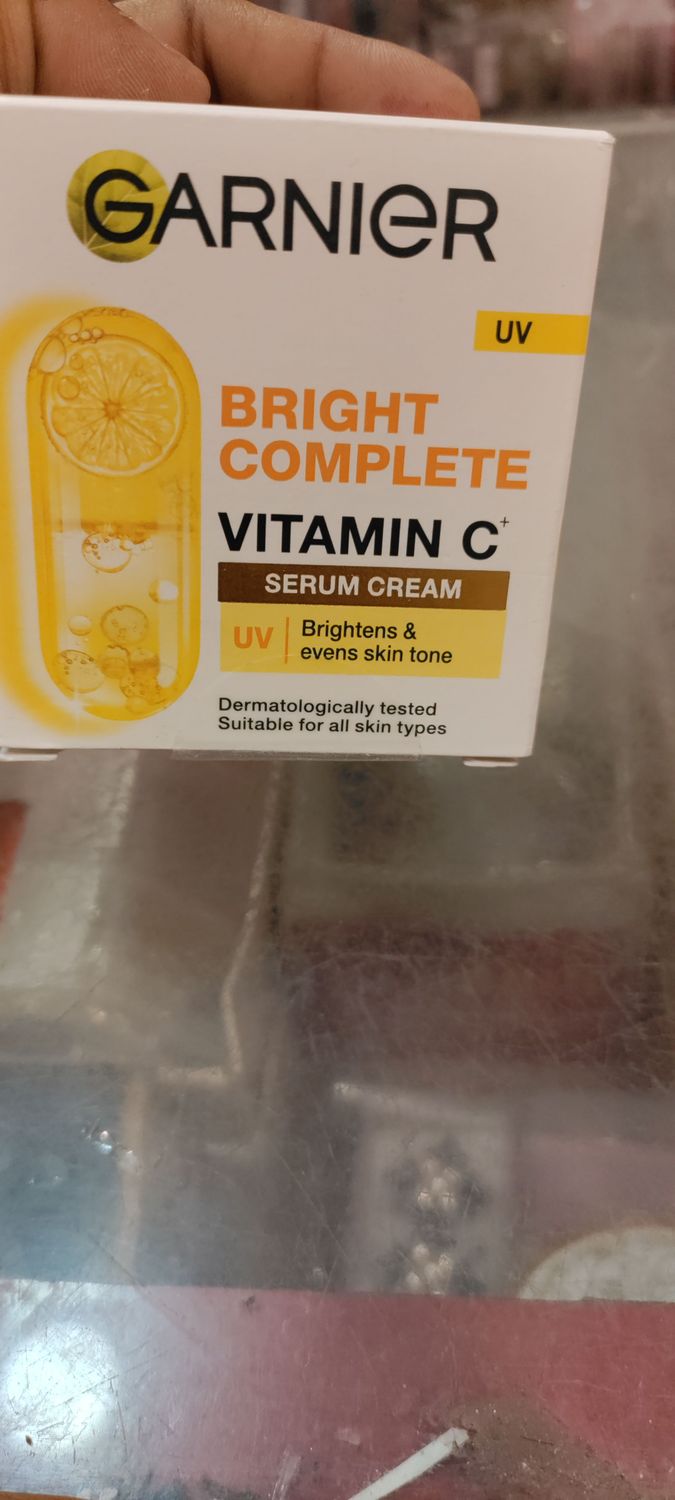 GARNIER
UV
BRIGHT
COMPLETE
VITAMIN C+
SERUM CREAM
UV | Brightens &
evens skin tone
Dermatologically tested
Suitable for all skin types